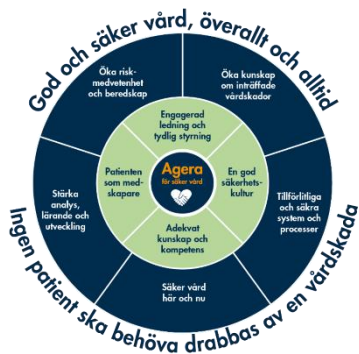 God och säker vård, överallt och alltid
Öka risk-
medvetenhet
och beredskap
Öka kunskap
om inträffade
vårdskador
Engagerad
ledning och
tydlig styrning
Patienten
som med-
skapare
Agera
för säker vård
En god
säkerhets-
kultur
Stärka
analys,
lärande och
utveckling
Tillförlitliga
och säkra
system och
processer
Adekvat
kunskap och
kompetens
Säker vård
här och nu
Ingen patient ska behöva drabbas av en vårdskada